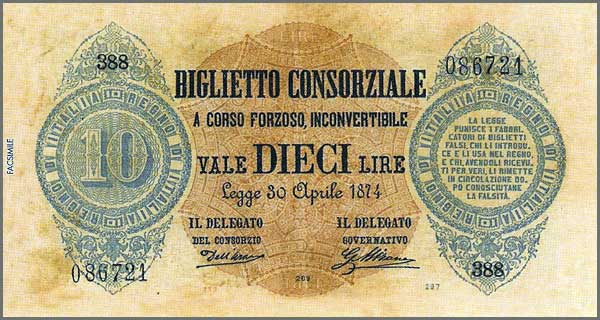 388
086721
BIGLIETTO CONSORZIALE
A CORSO FORZOSO, INCONVERTIBILE
VALE DIECI LIRE
Legge 30 Aprile 1874
IL DELEGATO
DEL CONSORZIO
IL DELEGATO
GOVERNATIVO
10
REGNO D'ITALIA
REGNO D'ITALIA
LA LEGGE
PUNISCE I FABBRI-
CATORI DI BIGLIETTI
FALSI, CHI LI INTRODU-
CE E LI USA NEL REGNO,
E CHI, AVENDOLI RICEVU-
TI PER VERI, LI RIMETTE
IN CIRCOLAZIONE DO-
PO CONOSCIUTANE
LA FALSITÀ.
086721
388
FACSIMILE